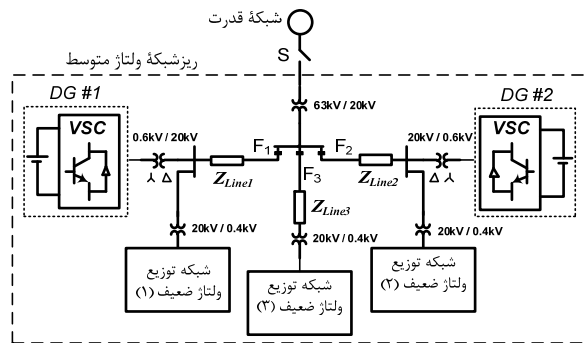 شبکهٔ قدرت
S
ریزشبکهٔ ولتاژ متوسط
DG #1
63kV / 20kV
DG #2
VSC
0.6kV / 20kV
F1
F2
20kV / 0.6kV
VSC
F3
ZLine1
ZLine2
ZLine3
20kV / 0.4kV
20kV / 0.4kV
20kV / 0.4kV
شبکه توزیع
ولتاژ ضعیف (۱)
شبکه توزیع
ولتاژ ضعیف (۳)
شبکه توزیع
ولتاژ ضعیف (۲)